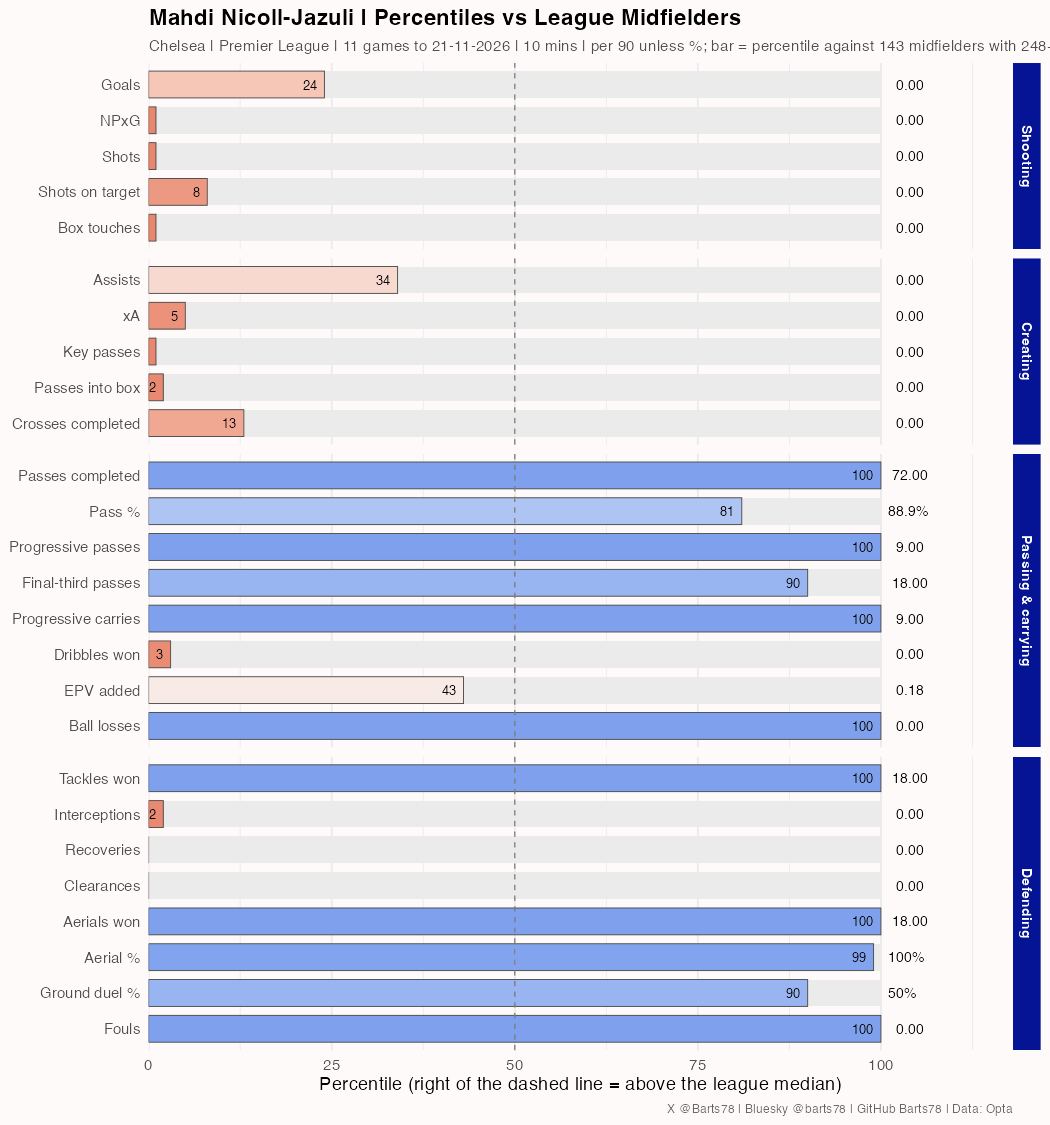 Mahdi Nicoll-Jazuli | Percentiles vs League Midfielders
Chelsea | Premier League | 11 games to 21-11-2026 | 10 mins | per 90 unless %; bar = percentile against 143 midfielders with 248-
Goals 24 0.00
NPxG 0.00
Shots 0.00
Shots on target 8 0.00
Box touches 0.00
Shooting
Assists 34 0.00
xA 5 0.00
Key passes 0.00
Passes into box 2 0.00
Crosses completed 13 0.00
Creating
Passes completed 100 72.00
Pass % 81 88.9%
Progressive passes 100 9.00
Final-third passes 90 18.00
Progressive carries 100 9.00
Dribbles won 3 0.00
EPV added 43 0.18
Ball losses 100 0.00
Passing & carrying
Tackles won 100 18.00
Interceptions 2 0.00
Recoveries 0.00
Clearances 0.00
Aerials won 100 18.00
Aerial % 99 100%
Ground duel % 90 50%
Fouls 100 0.00
Defending
0 25 50 75 100
Percentile (right of the dashed line = above the league median)
X @Barts78 | Bluesky @barts78 | GitHub Barts78 | Data: Opta